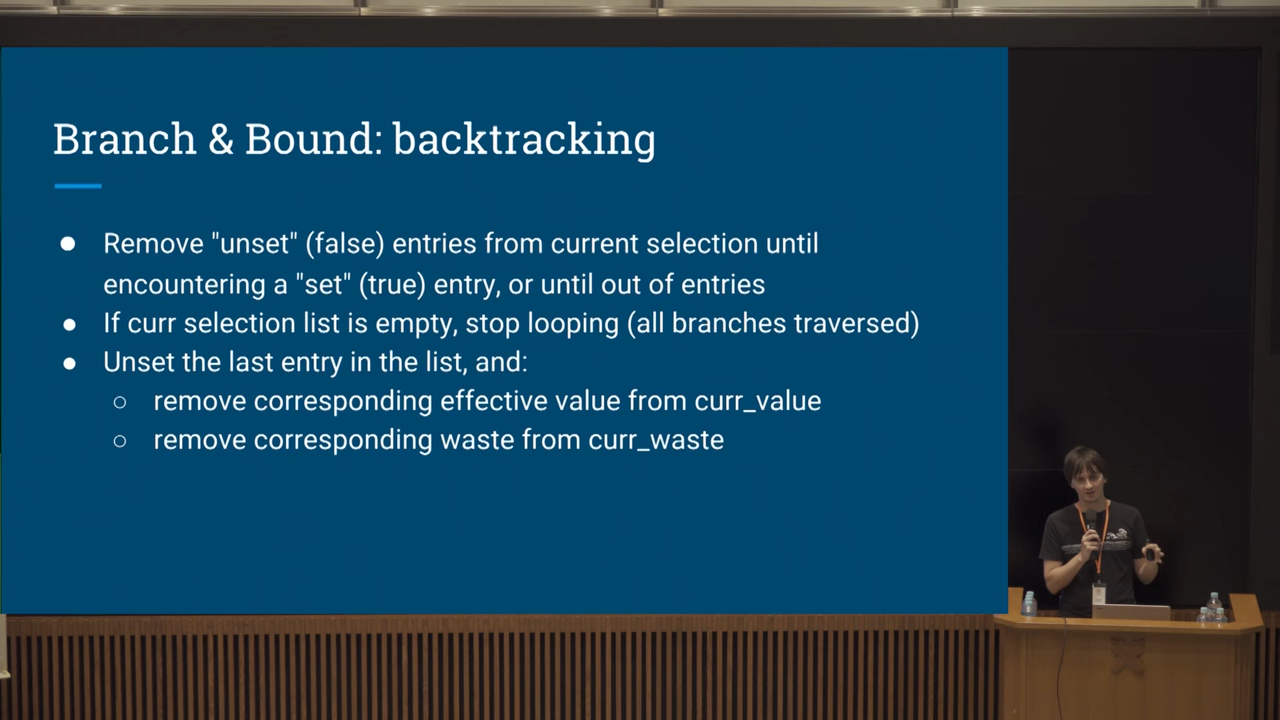 Branch & Bound: backtracking
● Remove "unset" (false) entries from current selection until
encountering a "set" (true) entry, or until out of entries
● If curr selection list is empty, stop looping (all branches traversed)
● Unset the last entry in the list, and:
○ remove corresponding effective value from curr_value
○ remove corresponding waste from curr_waste